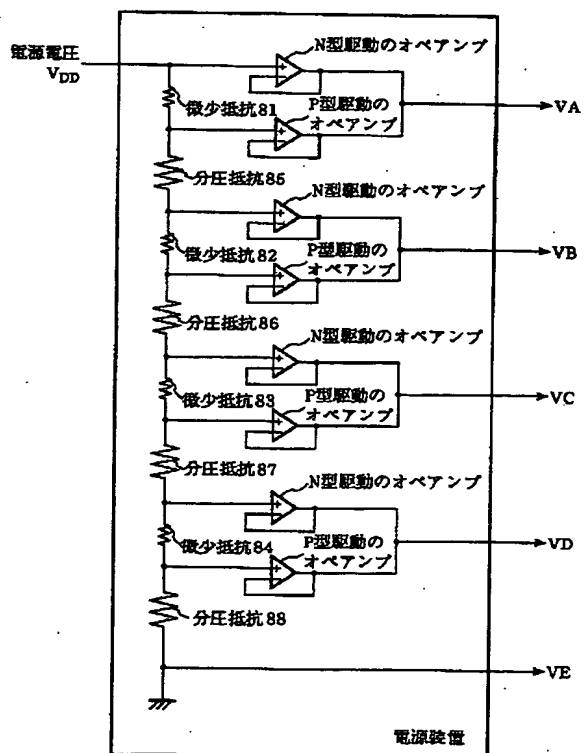 電源電圧
VDD
N型駆動のオペアンプ
微少抵抗81
P型駆動の
オペアンプ
VA
分圧抵抗85
N型駆動のオペアンプ
微少抵抗82
P型駆動の
オペアンプ
VB
分圧抵抗86
N型駆動のオペアンプ
微少抵抗83
P型駆動の
オペアンプ
VC
分圧抵抗87
N型駆動のオペアンプ
微少抵抗84
P型駆動の
オペアンプ
VD
分圧抵抗88
VE
電源装置